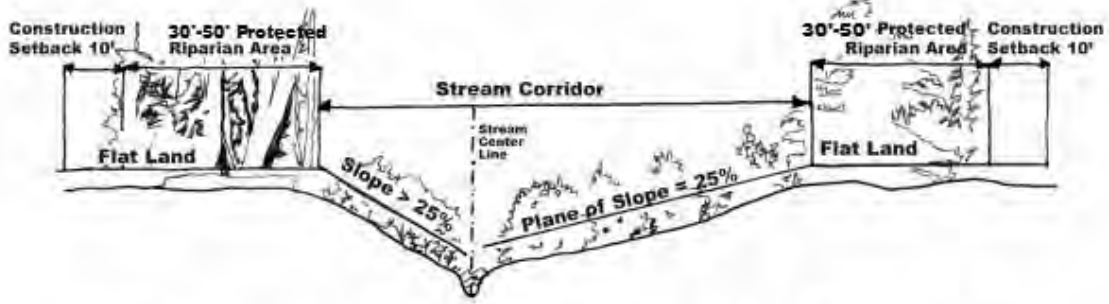 Construction
Setback 10'
30'-50' Protected
Riparian Area
30'-50' Protected
Riparian Area
Construction
Setback 10'
Stream Corridor
Stream
Center
Line
Flat Land
Flat Land
Slope > 25%
Plane of Slope = 25%